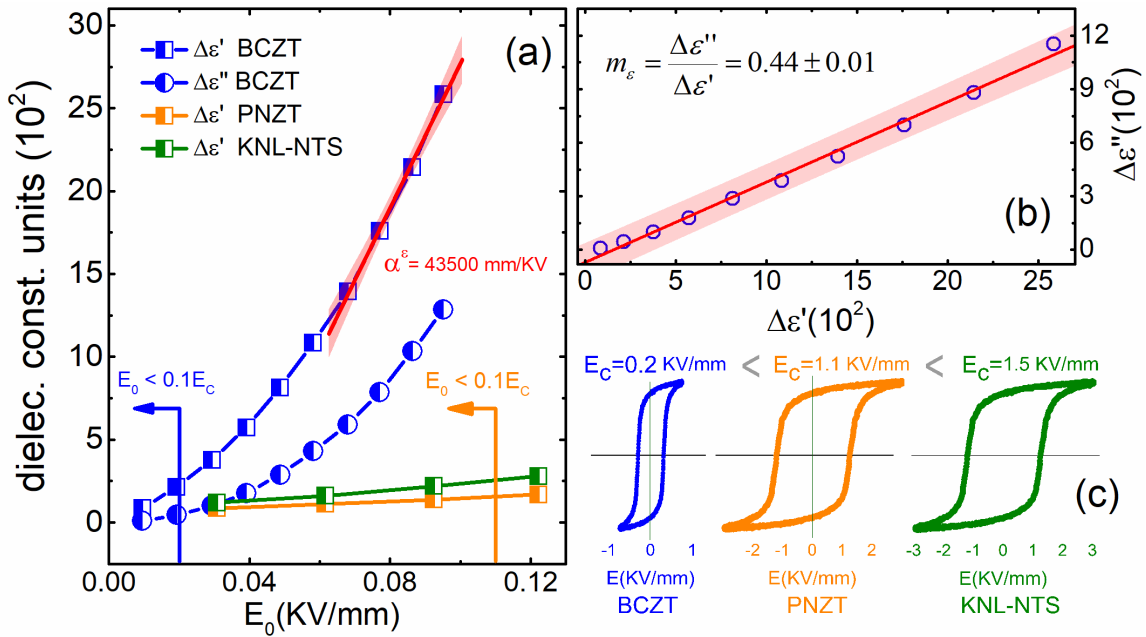 dielec. const. units (10²)
30
25
20
15
10
5
0
0.00 0.04 0.08 0.12
E₀(KV/mm)
(a)
Δε' BCZT
Δε" BCZT
Δε' PNZT
Δε' KNL-NTS
α^ε = 43500 mm/KV
E₀ < 0.1E_C
E₀ < 0.1E_C
m_ε = Δε''/Δε' = 0.44 ± 0.01
(b)
12
9
6
3
0
Δε''(10²)
0 5 10 15 20 25
Δε'(10²)
E_C=0.2 KV/mm < E_C=1.1 KV/mm < E_C=1.5 KV/mm
(c)
-1 0 1
E(KV/mm)
BCZT
-2 -1 0 1 2
E(KV/mm)
PNZT
-3 -2 -1 0 1 2 3
E(KV/mm)
KNL-NTS